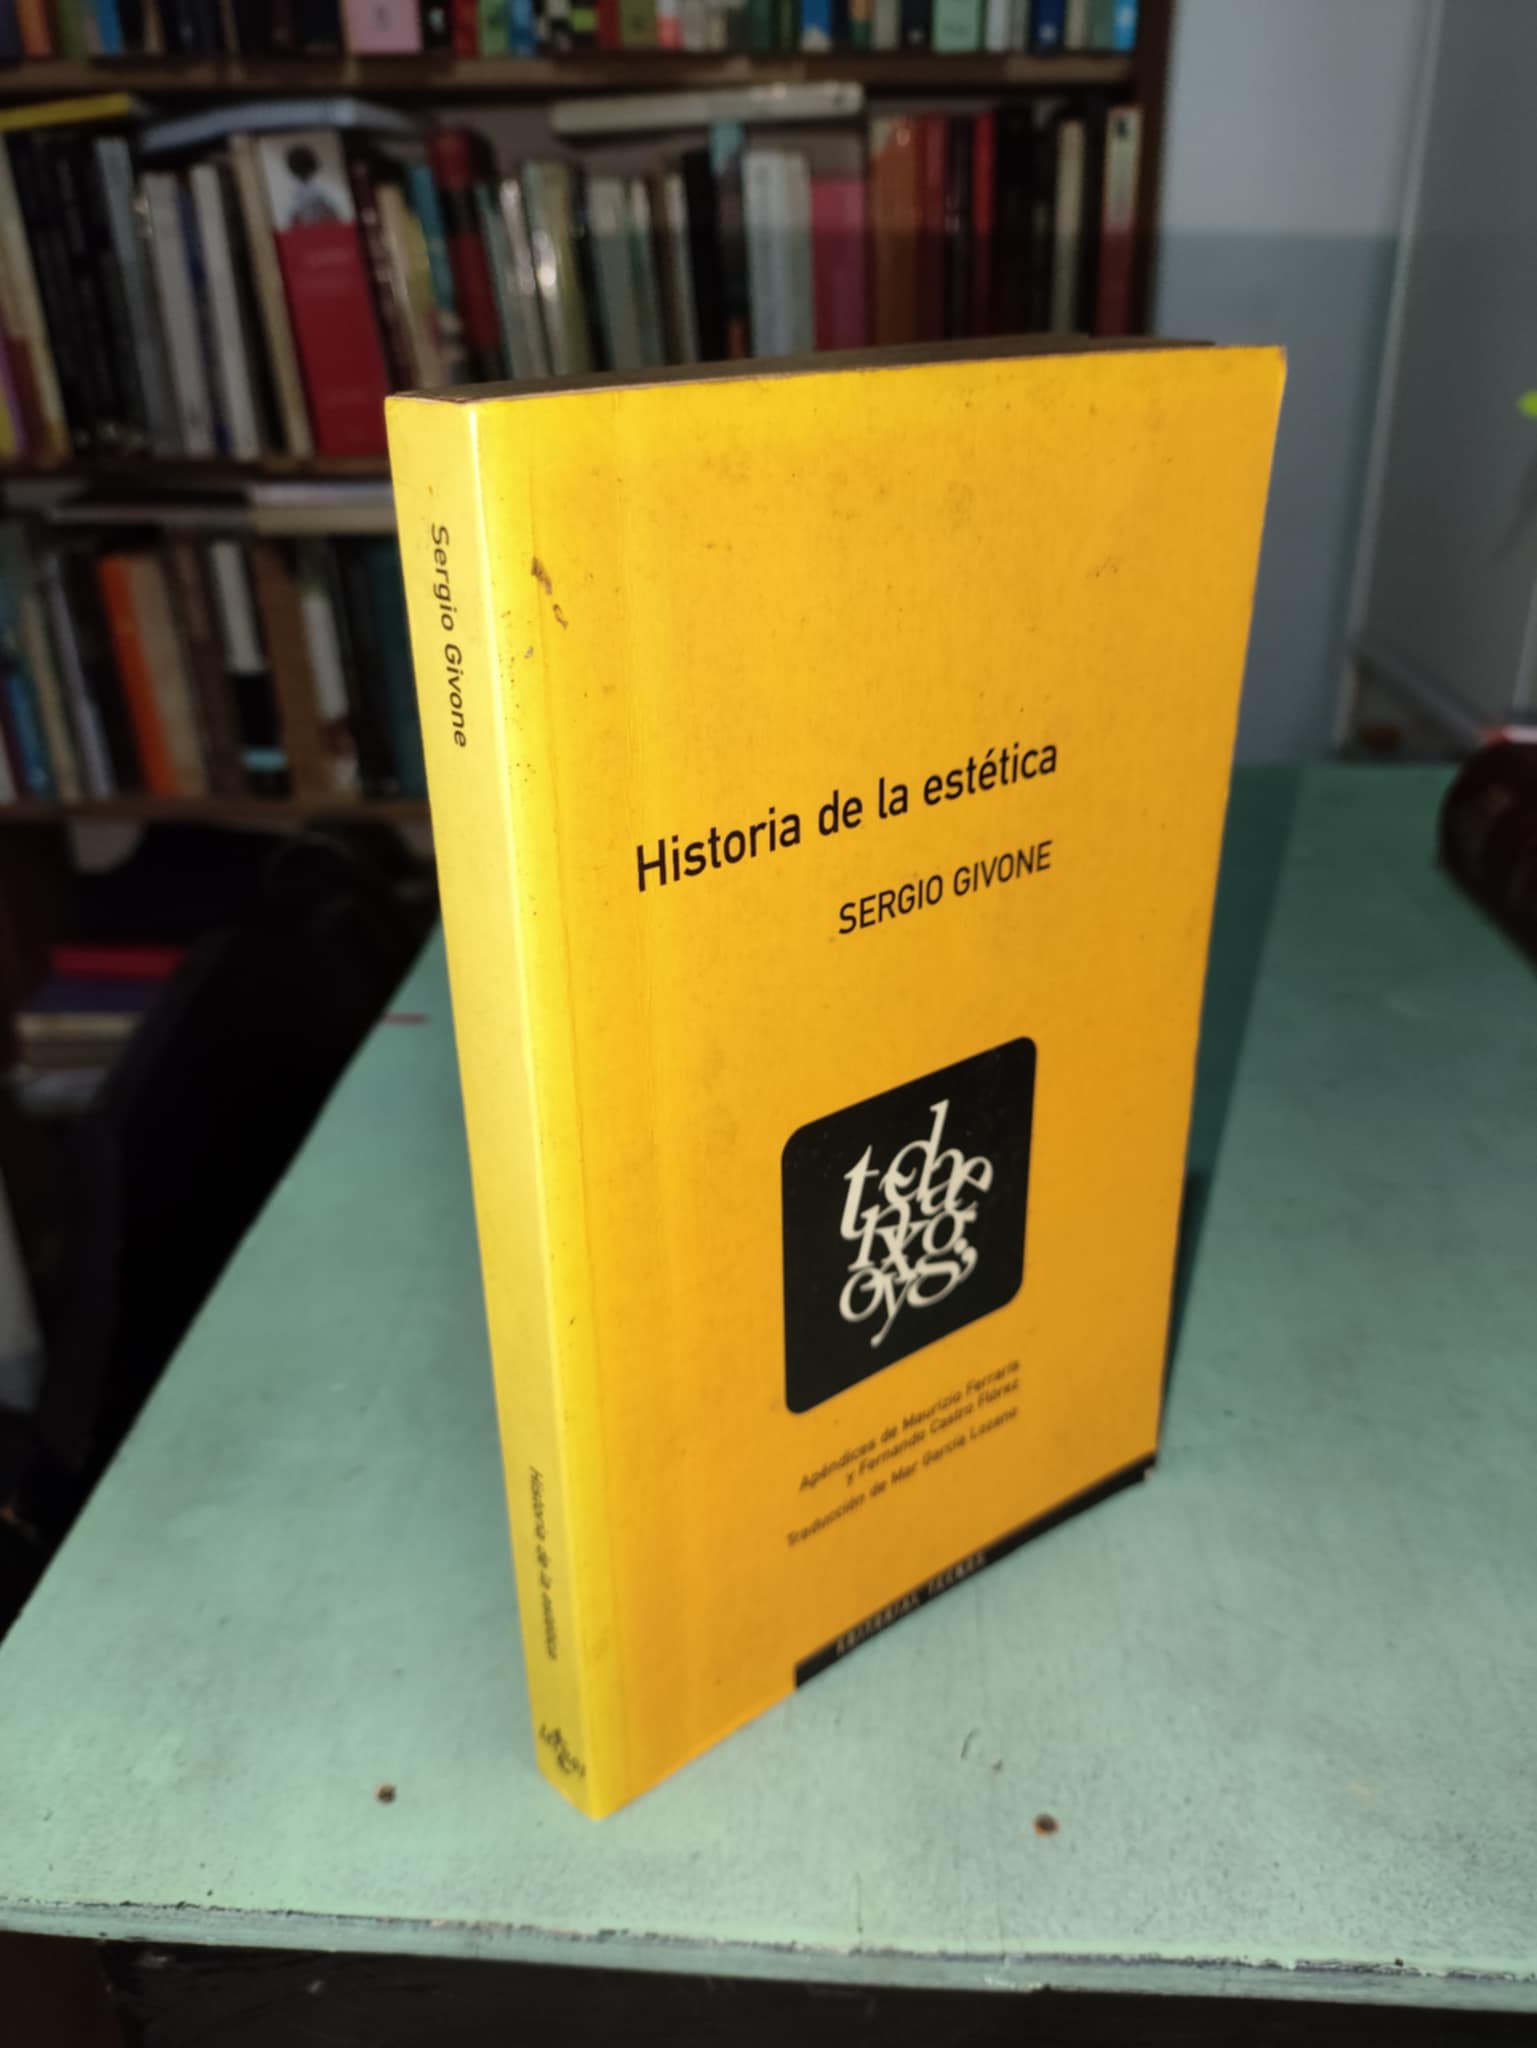 Sergio Givone
Historia de la estética
Historia de la estética
SERGIO GIVONE
Apéndices de Maurizio Ferraris
y Fernando Castro Flórez
Traducción de Mar García Lozano
EDITORIAL TECNOS